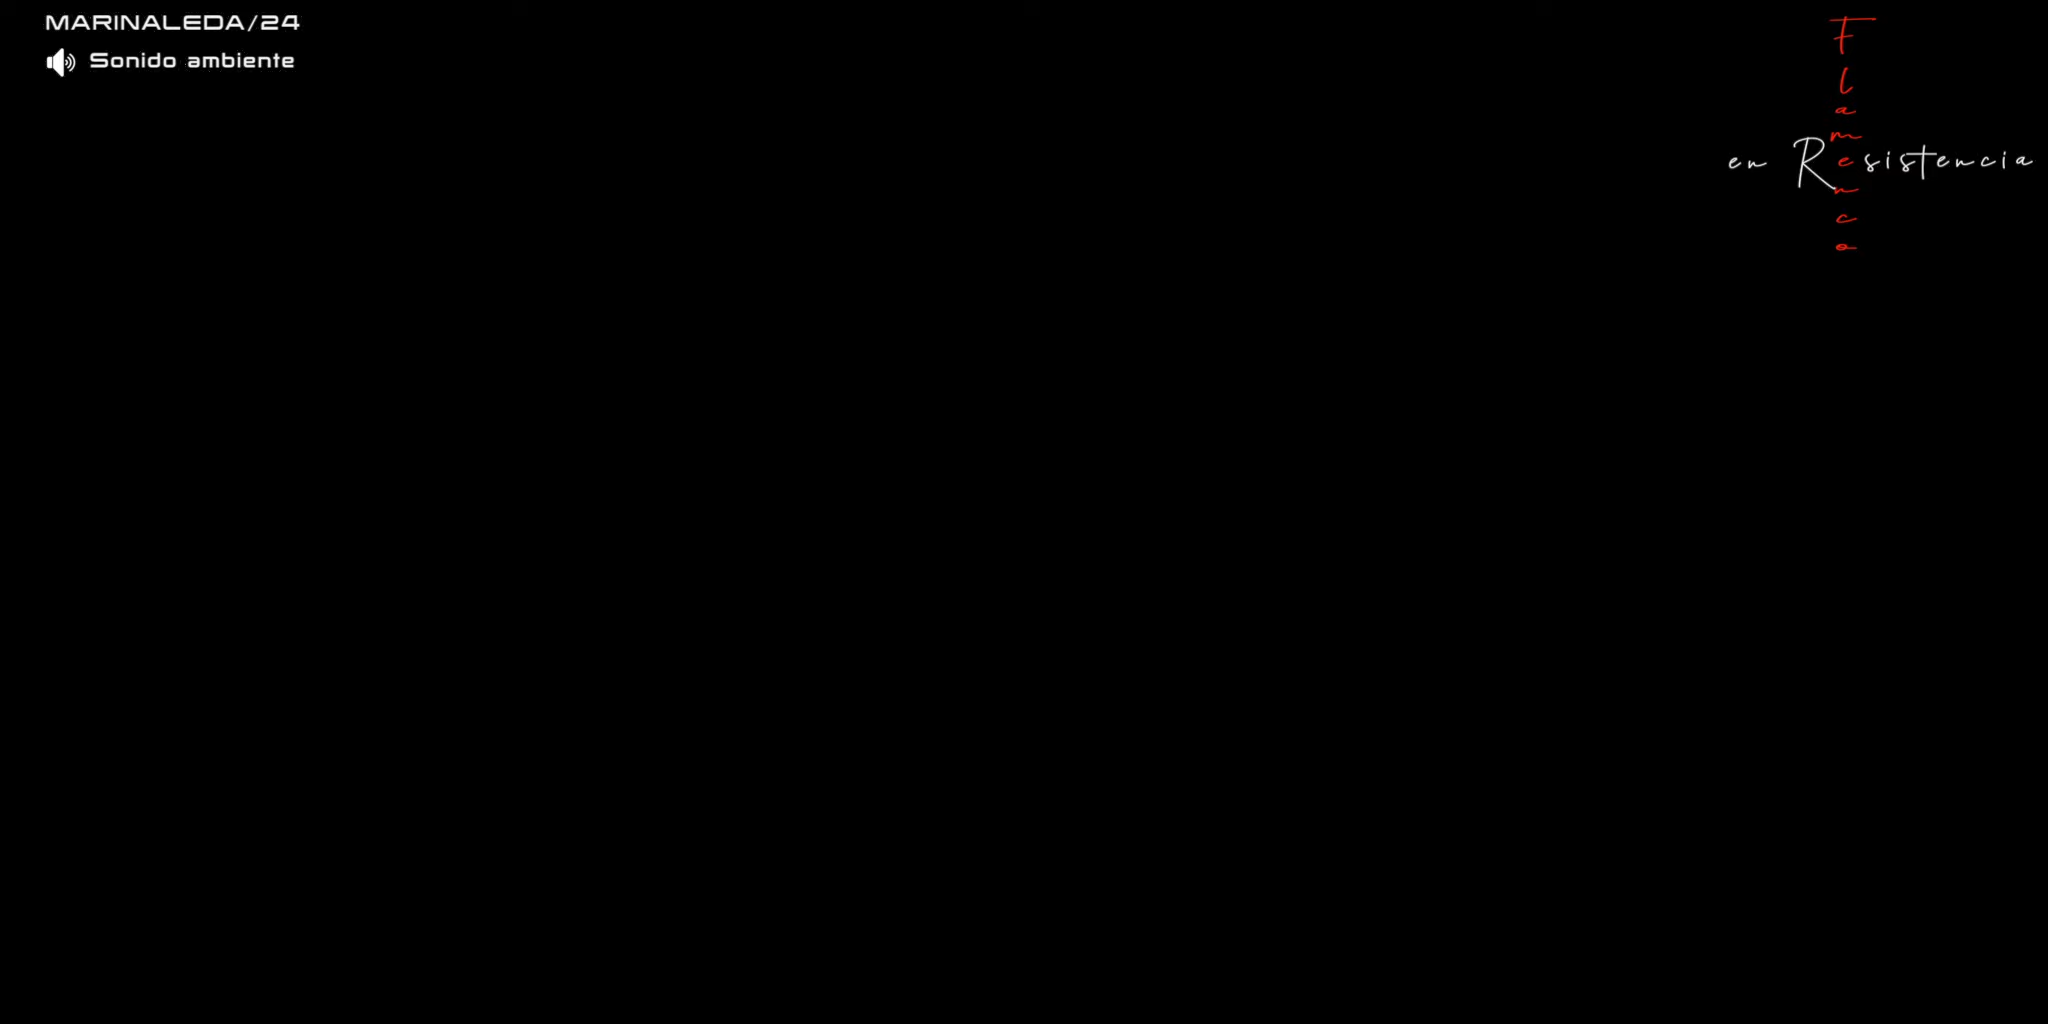 MARINALEDA/24
Sonido ambiente
Flamenco
en Resistencia